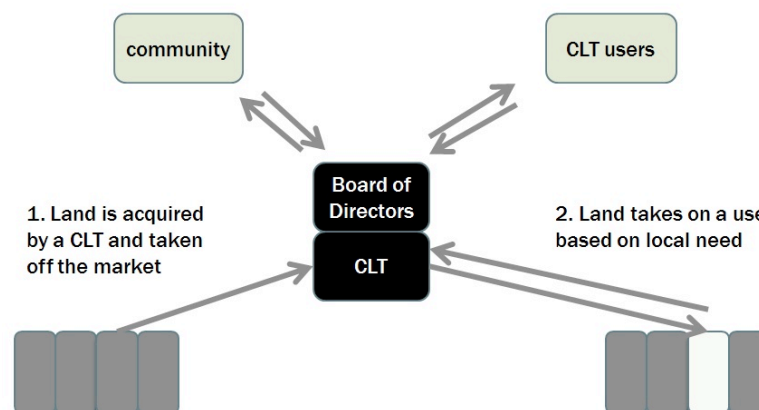 community
CLT users
Board of
Directors
CLT
1. Land is acquired
by a CLT and taken
off the market
2. Land takes on a use
based on local need